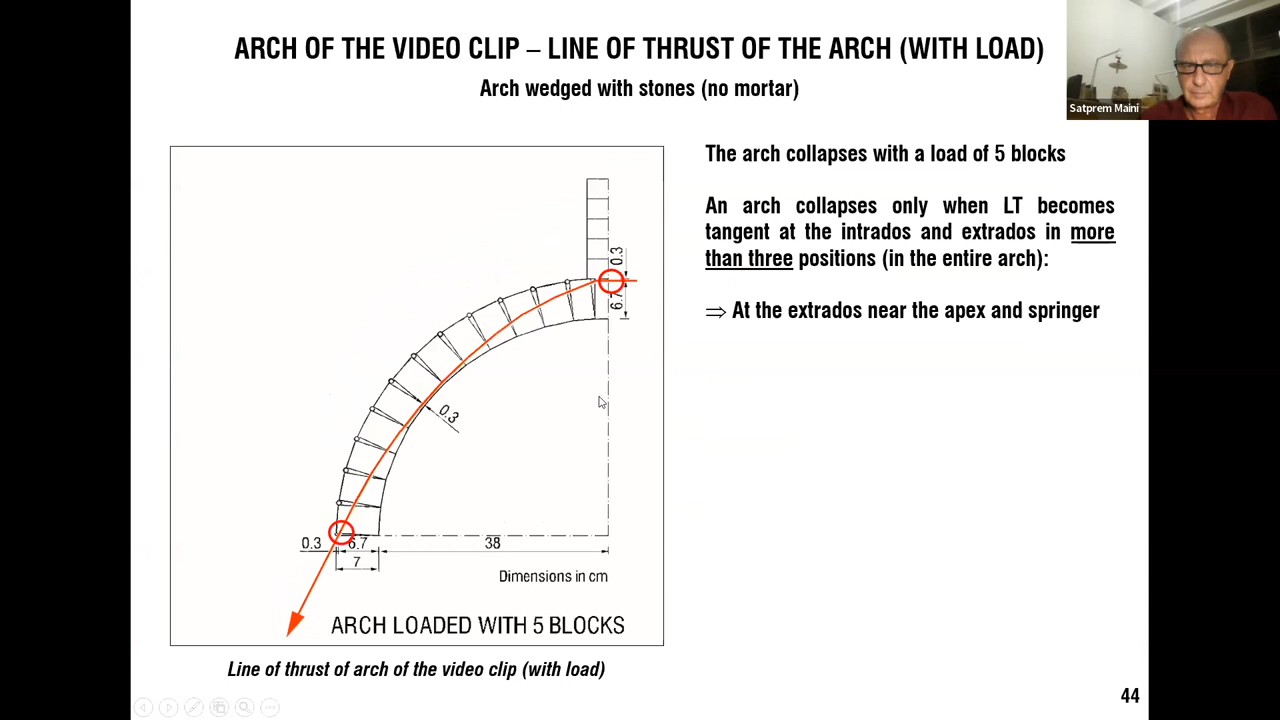 ARCH OF THE VIDEO CLIP – LINE OF THRUST OF THE ARCH (WITH LOAD)
Arch wedged with stones (no mortar)
Satprem Maini
The arch collapses with a load of 5 blocks
An arch collapses only when LT becomes
tangent at the intrados and extrados in more
than three positions (in the entire arch):
⇒ At the extrados near the apex and springer
0.3
6.7
0.3
0.3
6.7
38
7
Dimensions in cm
ARCH LOADED WITH 5 BLOCKS
Line of thrust of arch of the video clip (with load)
44